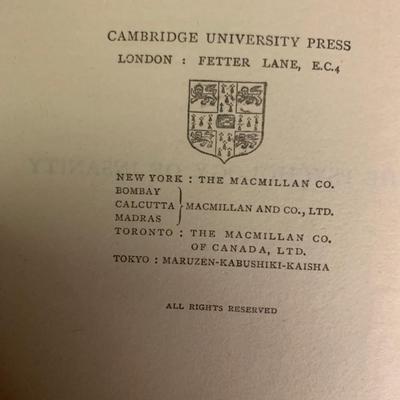 CAMBRIDGE UNIVERSITY PRESS
LONDON : FETTER LANE, E.C.4
NEW YORK : THE MACMILLAN CO.
BOMBAY
CALCUTTA } MACMILLAN AND CO., LTD.
MADRAS
TORONTO : THE MACMILLAN CO.
OF CANADA, LTD.
TOKYO : MARUZEN-KABUSHIKI-KAISHA
ALL RIGHTS RESERVED